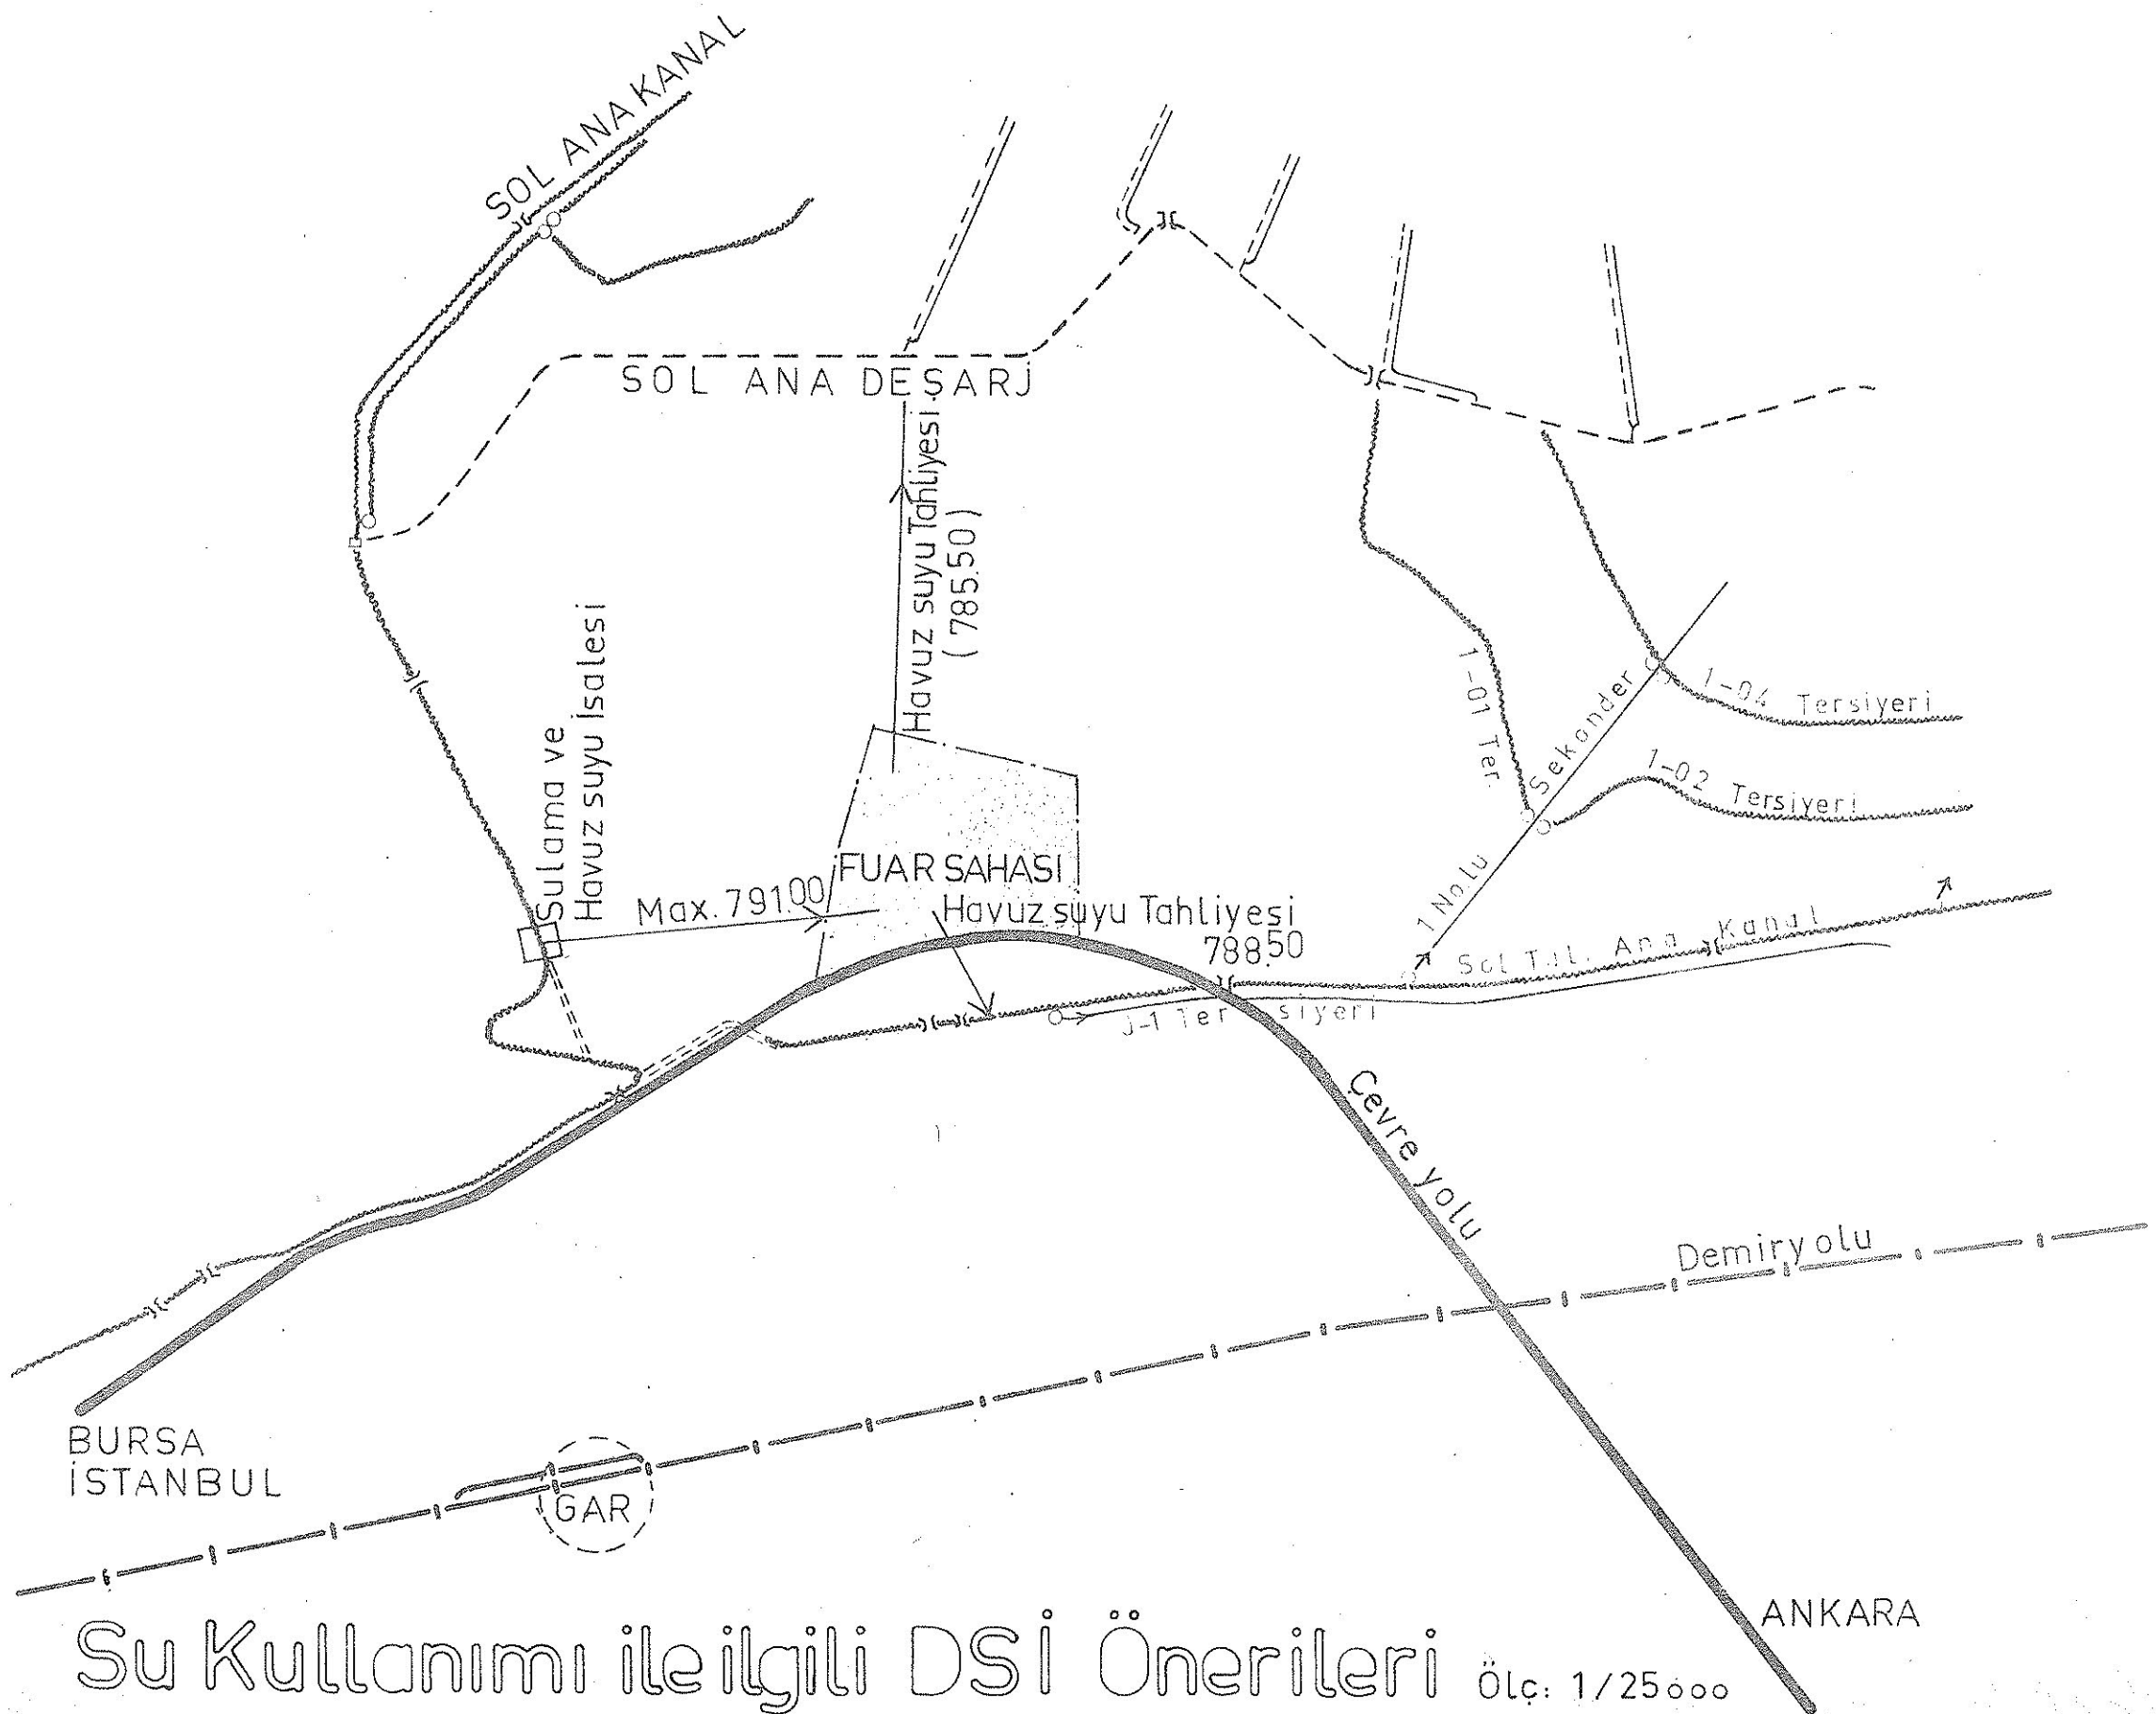 SOL ANA KANAL
SOL ANA DEŞARJ
Havuz suyu Tahliyesi
(785.50)
Sulama ve
Havuz suyu İsalesi
1-01 Ter.
Sekonder
1-04 Tersiyeri
1-02 Tersiyeri
FUAR SAHASI
Max. 791.00
Havuz suyu Tahliyesi
788.50
1 No.lu
Sol Tal. Ana Kanal
J-1 Tersiyeri
Çevre yolu
Demiryolu
BURSA
İSTANBUL
GAR
ANKARA
Su Kullanımı ile ilgili DSİ Önerileri
Ölç: 1/25000